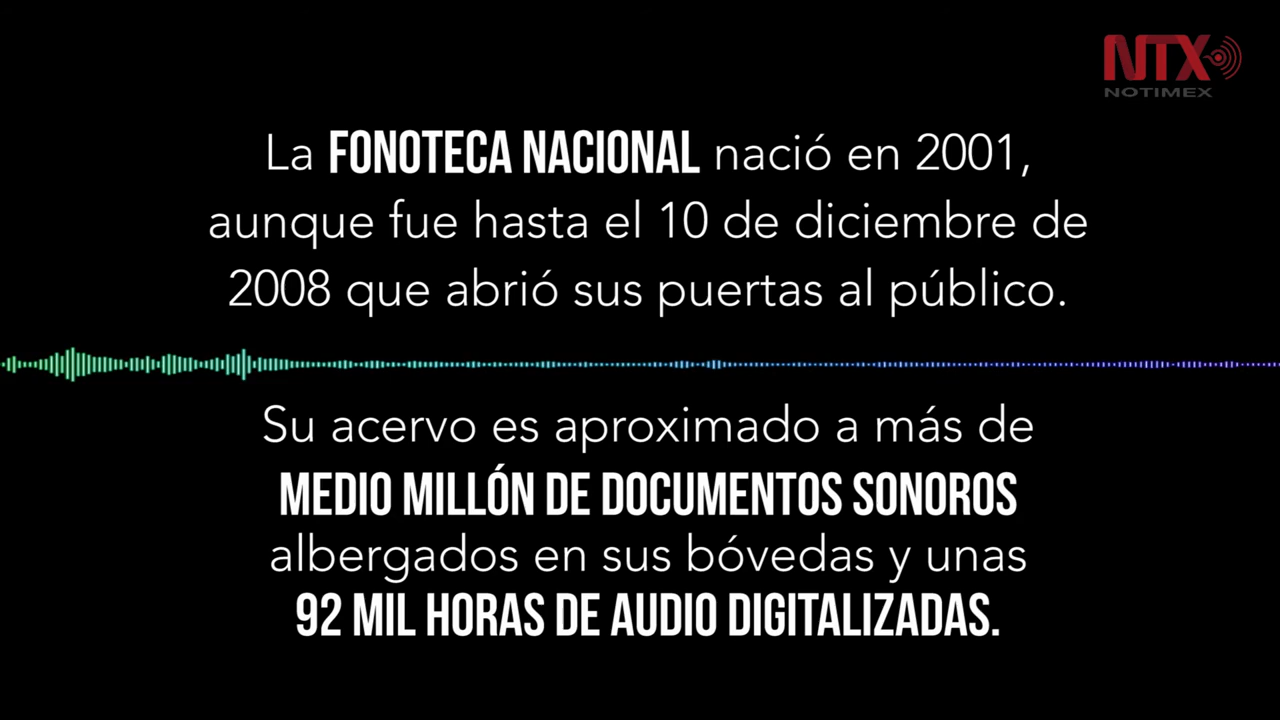 NTX
NOTIMEX
La FONOTECA NACIONAL nació en 2001,
aunque fue hasta el 10 de diciembre de
2008 que abrió sus puertas al público.
Su acervo es aproximado a más de
MEDIO MILLÓN DE DOCUMENTOS SONOROS
albergados en sus bóvedas y unas
92 MIL HORAS DE AUDIO DIGITALIZADAS.